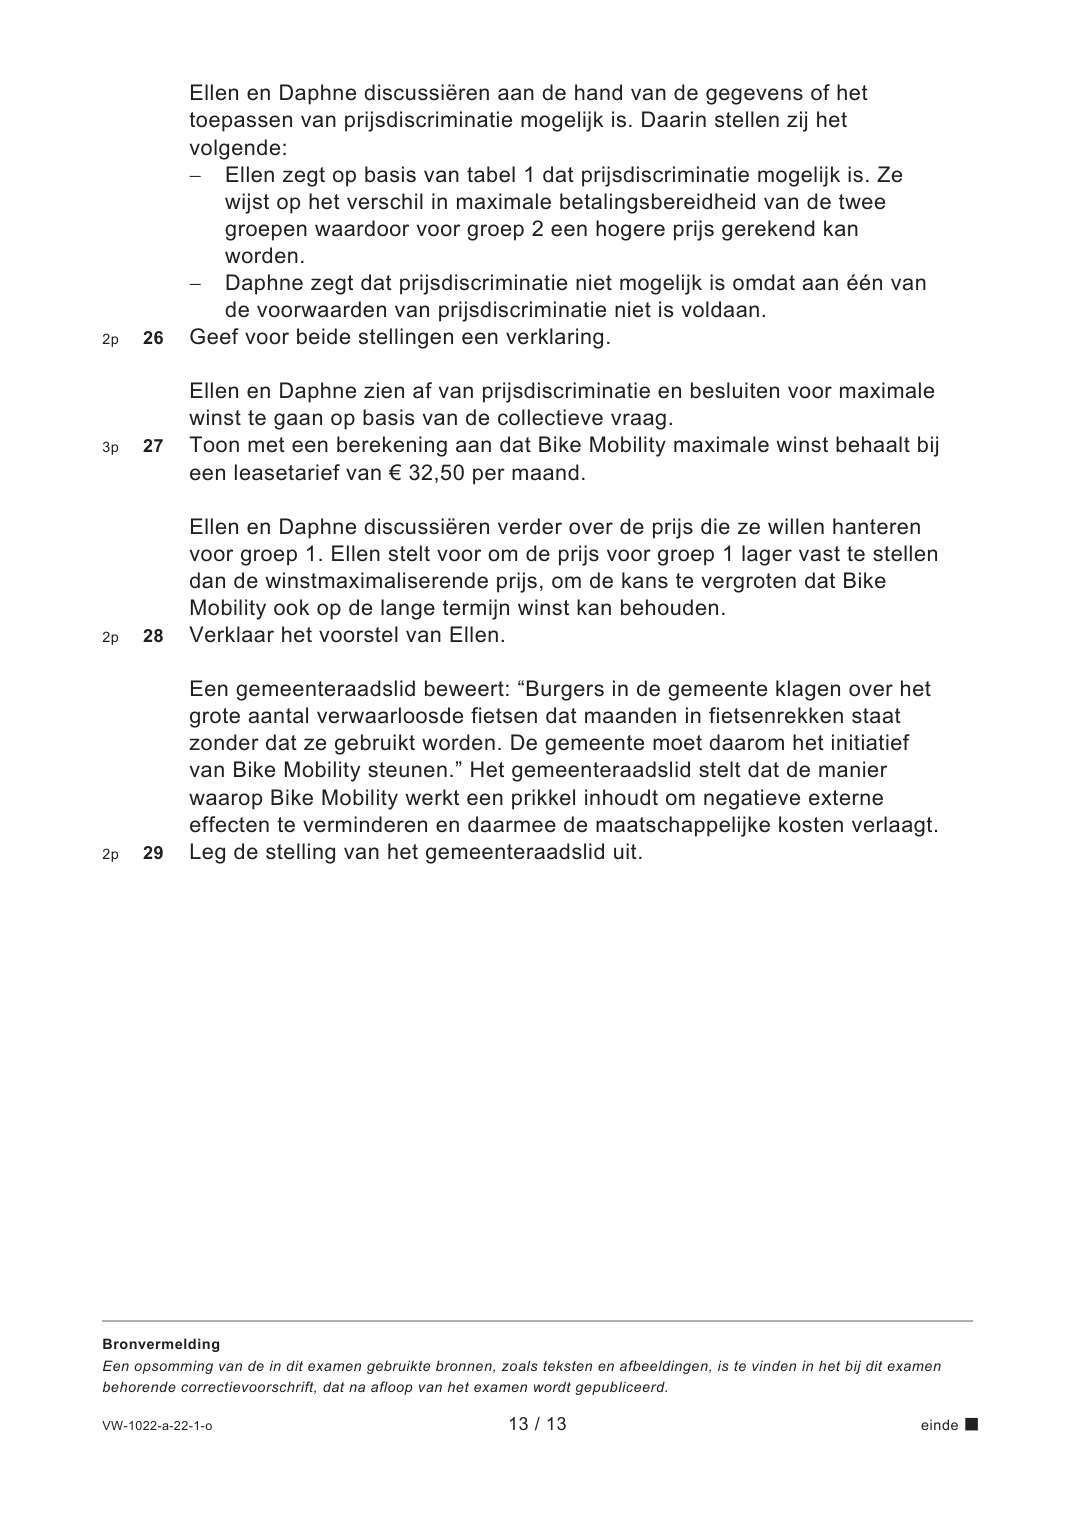 Ellen en Daphne discussiëren aan de hand van de gegevens of het
toepassen van prijsdiscriminatie mogelijk is. Daarin stellen zij het
volgende:
– Ellen zegt op basis van tabel 1 dat prijsdiscriminatie mogelijk is. Ze
wijst op het verschil in maximale betalingsbereidheid van de twee
groepen waardoor voor groep 2 een hogere prijs gerekend kan
worden.
– Daphne zegt dat prijsdiscriminatie niet mogelijk is omdat aan één van
de voorwaarden van prijsdiscriminatie niet is voldaan.
2p 26 Geef voor beide stellingen een verklaring.
Ellen en Daphne zien af van prijsdiscriminatie en besluiten voor maximale
winst te gaan op basis van de collectieve vraag.
3p 27 Toon met een berekening aan dat Bike Mobility maximale winst behaalt bij
een leasetarief van € 32,50 per maand.
Ellen en Daphne discussiëren verder over de prijs die ze willen hanteren
voor groep 1. Ellen stelt voor om de prijs voor groep 1 lager vast te stellen
dan de winstmaximaliserende prijs, om de kans te vergroten dat Bike
Mobility ook op de lange termijn winst kan behouden.
2p 28 Verklaar het voorstel van Ellen.
Een gemeenteraadslid beweert: “Burgers in de gemeente klagen over het
grote aantal verwaarloosde fietsen dat maanden in fietsenrekken staat
zonder dat ze gebruikt worden. De gemeente moet daarom het initiatief
van Bike Mobility steunen.” Het gemeenteraadslid stelt dat de manier
waarop Bike Mobility werkt een prikkel inhoudt om negatieve externe
effecten te verminderen en daarmee de maatschappelijke kosten verlaagt.
2p 29 Leg de stelling van het gemeenteraadslid uit.
Bronvermelding
Een opsomming van de in dit examen gebruikte bronnen, zoals teksten en afbeeldingen, is te vinden in het bij dit examen
behorende correctievoorschrift, dat na afloop van het examen wordt gepubliceerd.
VW-1022-a-22-1-o 13 / 13 einde ■